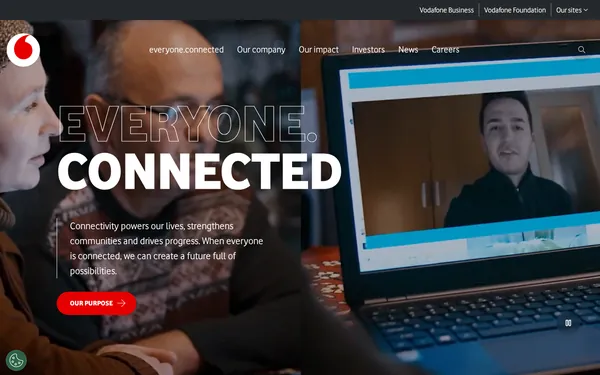 Vodafone Business
Vodafone Foundation
Our sites
everyone.connected
Our company
Our impact
Investors
News
Careers
EVERYONE.
CONNECTED
Connectivity powers our lives, strengthens
communities and drives progress. When everyone
is connected, we can create a future full of
possibilities.
OUR PURPOSE